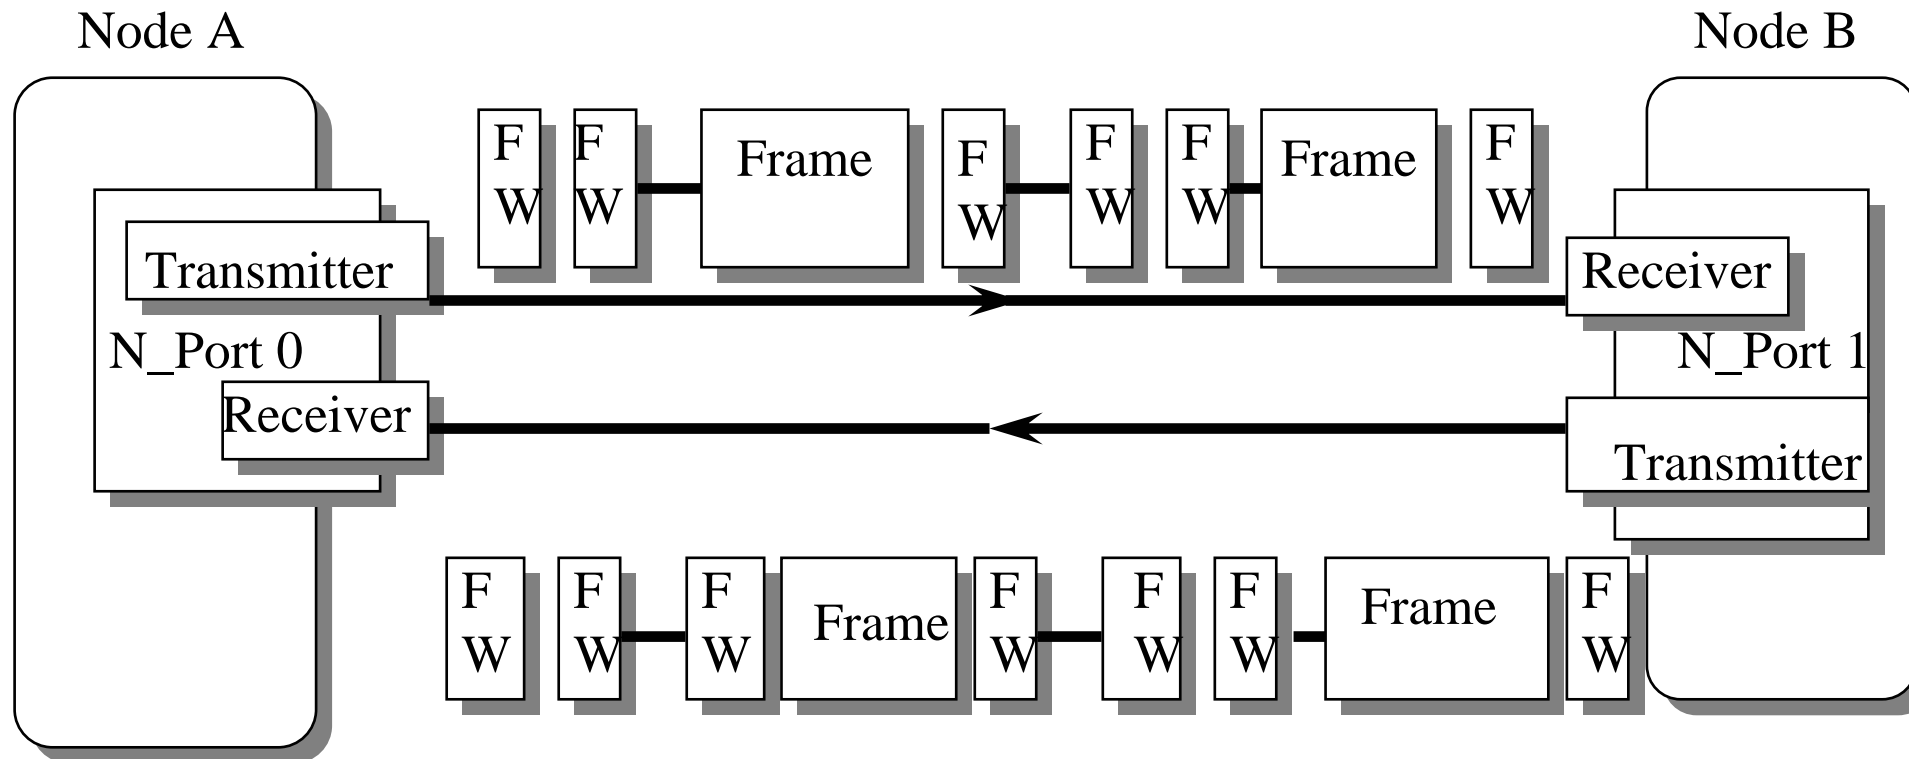 Node A
Node B
F
W
F
W
Frame
F
W
F
W
F
W
Frame
F
W
Transmitter
Receiver
N_Port 0
N_Port 1
Receiver
Transmitter
F
W
F
W
F
W
Frame
F
W
F
W
F
W
Frame
F
W